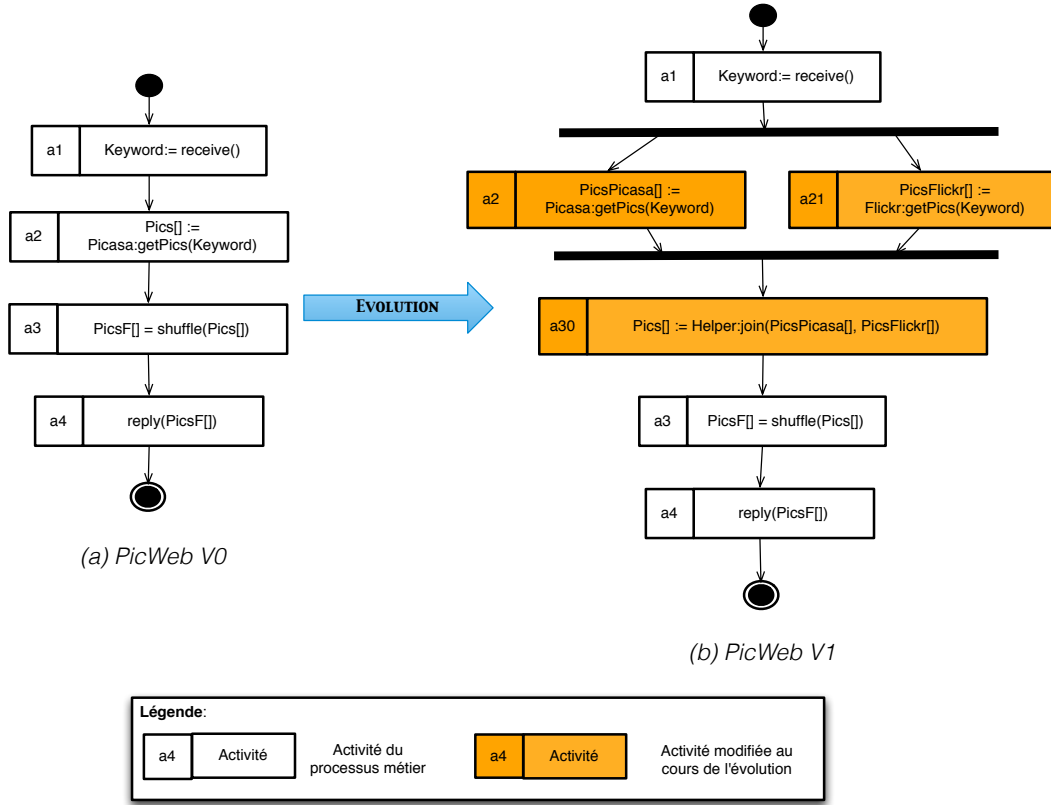 a1
Keyword:= receive()
a2
Pics[] :=
Picasa:getPics(Keyword)
a3
PicsF[] = shuffle(Pics[])
a4
reply(PicsF[])
(a) PicWeb V0
EVOLUTION
a1
Keyword:= receive()
a2
PicsPicasa[] :=
Picasa:getPics(Keyword)
a21
PicsFlickr[] :=
Flickr:getPics(Keyword)
a30
Pics[] := Helper:join(PicsPicasa[], PicsFlickr[])
a3
PicsF[] = shuffle(Pics[])
a4
reply(PicsF[])
(b) PicWeb V1
Légende:
a4
Activité
Activité du
processus métier
a4
Activité
Activité modifiée au
cours de l'évolution